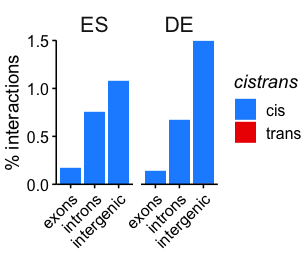 ES DE
% interactions
1.5
1.0
0.5
0.0
exons introns intergenic exons introns intergenic
cistrans
cis
trans